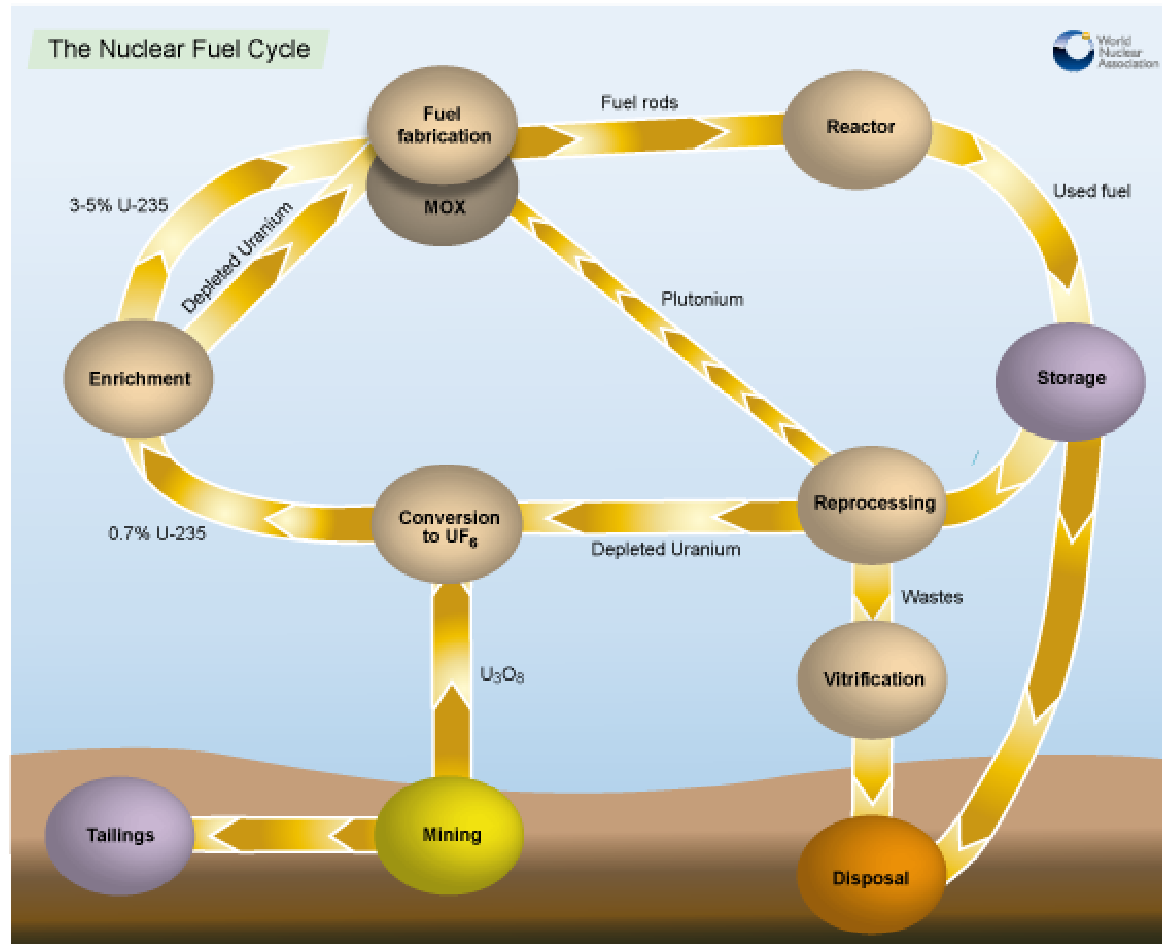 The Nuclear Fuel Cycle
World
Nuclear
Association
Fuel
fabrication
MOX
Fuel rods
Reactor
Used fuel
3-5% U-235
Depleted Uranium
Plutonium
Enrichment
Storage
0.7% U-235
Conversion
to UF₆
Depleted Uranium
Reprocessing
Wastes
U₃O₈
Vitrification
Tailings
Mining
Disposal